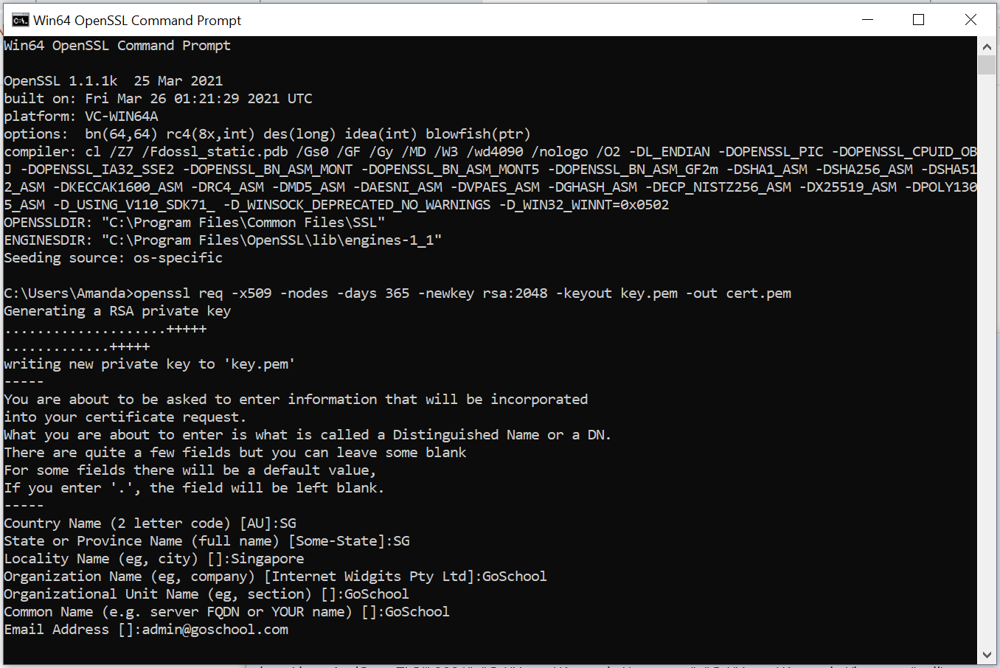 Win64 OpenSSL Command Prompt
Win64 OpenSSL Command Prompt
OpenSSL 1.1.1k  25 Mar 2021
built on: Fri Mar 26 01:21:29 2021 UTC
platform: VC-WIN64A
options:  bn(64,64) rc4(8x,int) des(long) idea(int) blowfish(ptr)
compiler: cl /Z7 /Fdossl_static.pdb /Gs0 /GF /Gy /MD /W3 /wd4090 /nologo /O2 -DL_ENDIAN -DOPENSSL_PIC -DOPENSSL_CPUID_OB
J -DOPENSSL_IA32_SSE2 -DOPENSSL_BN_ASM_MONT -DOPENSSL_BN_ASM_MONT5 -DOPENSSL_BN_ASM_GF2m -DSHA1_ASM -DSHA256_ASM -DSHA51
2_ASM -DKECCAK1600_ASM -DRC4_ASM -DMD5_ASM -DAESNI_ASM -DVPAES_ASM -DGHASH_ASM -DECP_NISTZ256_ASM -DX25519_ASM -DPOLY130
5_ASM -D_USING_V110_SDK71_ -D_WINSOCK_DEPRECATED_NO_WARNINGS -D_WIN32_WINNT=0x0502
OPENSSLDIR: "C:\Program Files\Common Files\SSL"
ENGINESDIR: "C:\Program Files\OpenSSL\lib\engines-1_1"
Seeding source: os-specific
C:\Users\Amanda>openssl req -x509 -nodes -days 365 -newkey rsa:2048 -keyout key.pem -out cert.pem
Generating a RSA private key
....................+++++
.............+++++
writing new private key to 'key.pem'
-----
You are about to be asked to enter information that will be incorporated
into your certificate request.
What you are about to enter is what is called a Distinguished Name or a DN.
There are quite a few fields but you can leave some blank
For some fields there will be a default value,
If you enter '.', the field will be left blank.
-----
Country Name (2 letter code) [AU]:SG
State or Province Name (full name) [Some-State]:SG
Locality Name (eg, city) []:Singapore
Organization Name (eg, company) [Internet Widgits Pty Ltd]:GoSchool
Organizational Unit Name (eg, section) []:GoSchool
Common Name (e.g. server FQDN or YOUR name) []:GoSchool
Email Address []:admin@goschool.com